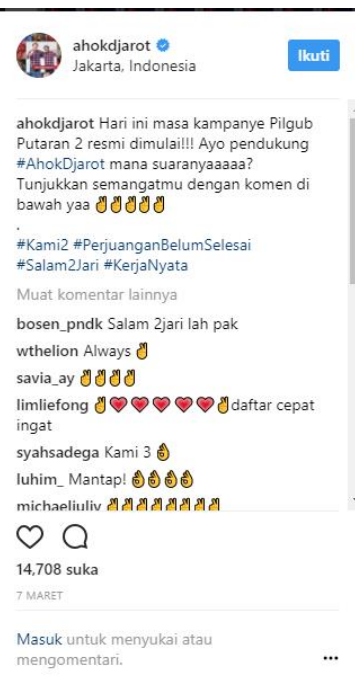 ahokdjarot
Jakarta, Indonesia
Ikuti
ahokdjarot Hari ini masa kampanye Pilgub
Putaran 2 resmi dimulai!!! Ayo pendukung
#AhokDjarot mana suaranyaaaaa?
Tunjukkan semangatmu dengan komen di
bawah yaa ✌✌✌✌✌
.
#Kami2 #PerjuanganBelumSelesai
#Salam2Jari #KerjaNyata
Muat komentar lainnya
bosen_pndk Salam 2jari lah pak
wthelion Always ✌
savia_ay ✌✌✌✌
limliefong ✌❤❤❤❤❤✌daftar cepat
ingat
syahsadega Kami 3 👌
luhim_ Mantap! 👌👌👌👌
michaeliuliv ✌✌✌✌✌✌✌✌
14,708 suka
7 MARET
Masuk untuk menyukai atau
mengomentari.